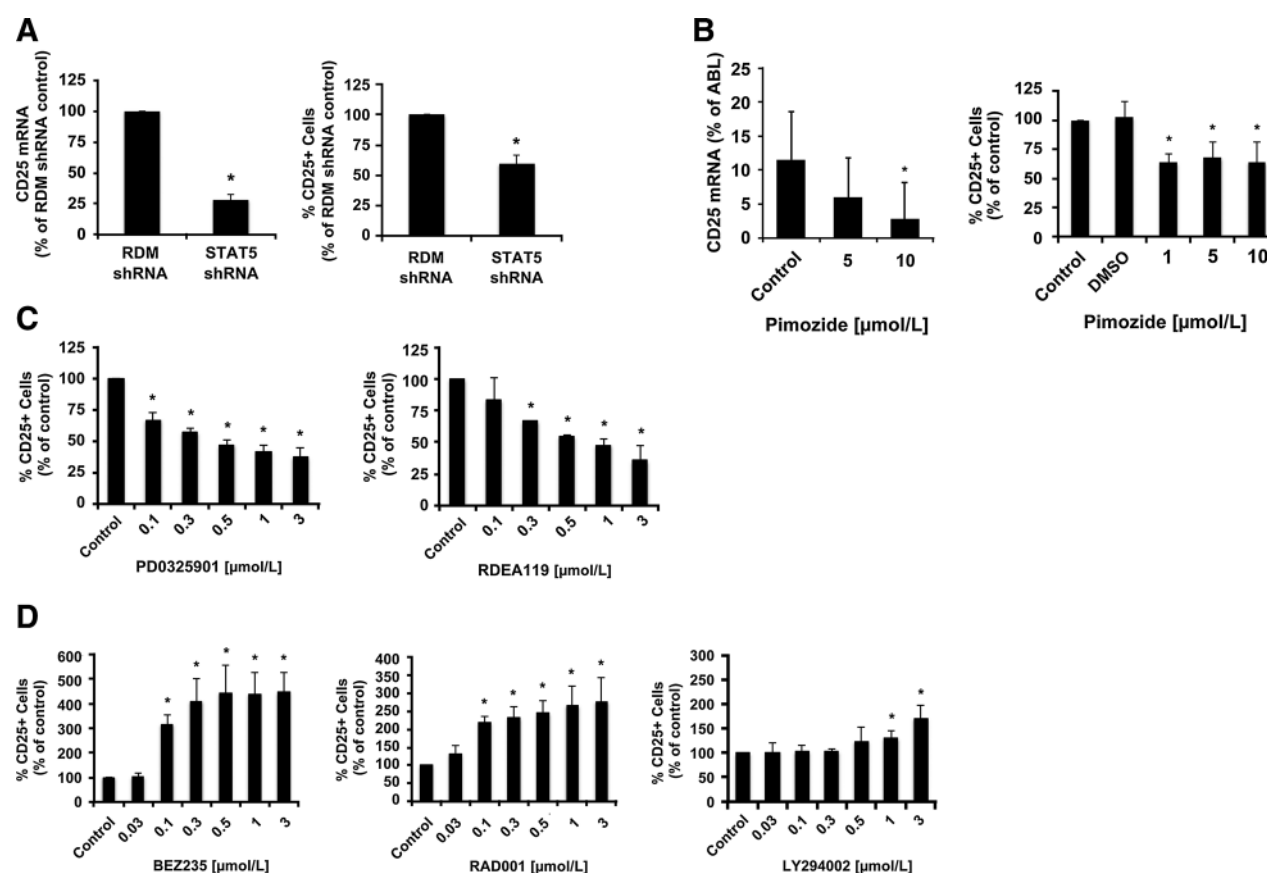 A
CD25 mRNA
(% of RDM shRNA control)
125
100
75
50
25
0
*
RDM
shRNA
STAT5
shRNA
% CD25+ Cells
(% of RDM shRNA control)
125
100
75
50
25
0
*
RDM
shRNA
STAT5
shRNA
B
CD25 mRNA (% of ABL)
25
20
15
10
5
0
*
Control
5
10
Pimozide [µmol/L]
% CD25+ Cells
(% of control)
125
100
75
50
25
0
* * *
Control
DMSO
1
5
10
Pimozide [µmol/L]
C
% CD25+ Cells
(% of control)
125
100
75
50
25
0
* * * * *
Control
0.1
0.3
0.5
1
3
PD0325901 [µmol/L]
% CD25+ Cells
(% of control)
125
100
75
50
25
0
* * * *
Control
0.1
0.3
0.5
1
3
RDEA119 [µmol/L]
D
% CD25+ Cells
(% of control)
600
500
400
300
200
100
0
* * * * *
Control
0.03
0.1
0.3
0.5
1
3
BEZ235 [µmol/L]
% CD25+ Cells
(% of control)
400
350
300
250
200
150
100
50
0
* * * * *
Control
0.03
0.1
0.3
0.5
1
3
RAD001 [µmol/L]
% CD25+ Cells
(% of control)
300
250
200
150
100
50
0
* *
Control
0.03
0.1
0.3
0.5
1
3
LY294002 [µmol/L]